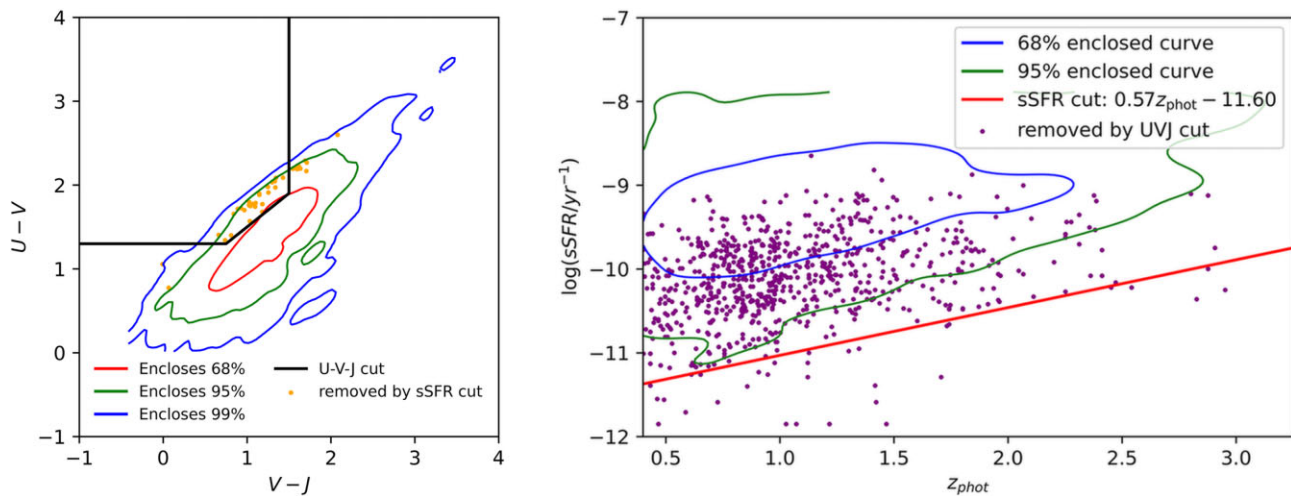 4
3
2
1
0
−1
−1
0
1
2
3
4
U − V
V − J
Encloses 68%
Encloses 95%
Encloses 99%
U-V-J cut
removed by sSFR cut
−7
−8
−9
−10
−11
−12
0.5
1.0
1.5
2.0
2.5
3.0
log(sSFR/yr⁻¹)
z_phot
68% enclosed curve
95% enclosed curve
sSFR cut: 0.57z_phot − 11.60
removed by UVJ cut